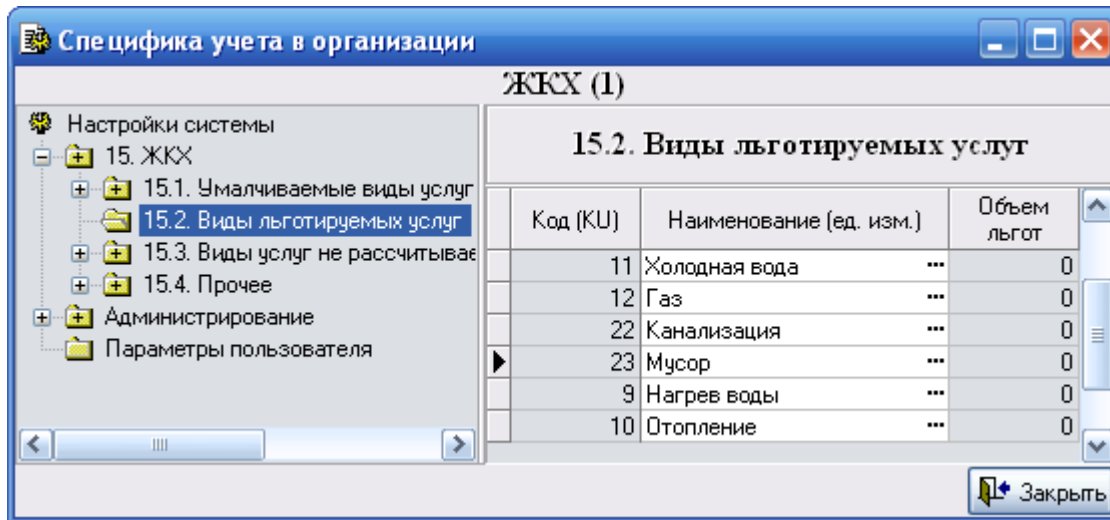 Специфика учета в организации
ЖКХ (1)
Настройки системы
15. ЖКХ
15.1. Умалчиваемые виды услуг
15.2. Виды льготируемых услуг
15.3. Виды услуг не рассчитывае
15.4. Прочее
Администрирование
Параметры пользователя
15.2. Виды льготируемых услуг
Код (KU) Наименование (ед. изм.) Объем льгот
11 Холодная вода ... 0
12 Газ ... 0
22 Канализация ... 0
23 Мусор ... 0
9 Нагрев воды ... 0
10 Отопление ... 0
Закрыть